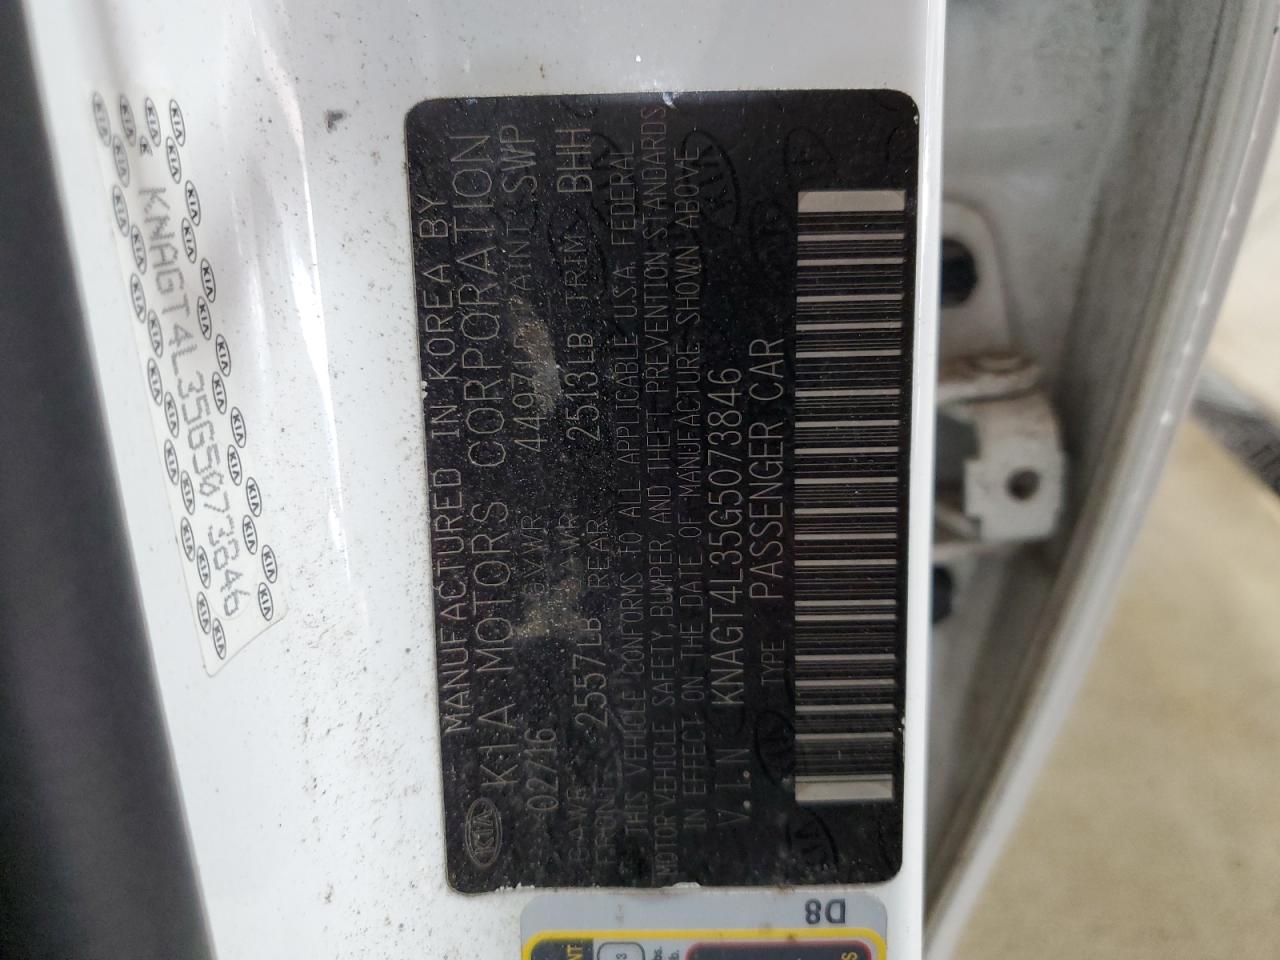 KNAGT4L35G5073846
KIA
MANUFACTURED IN KOREA BY
KIA MOTORS CORPORATION
02/16 GVWR 4497LB PAINT SWP
GAWR GAWR
FRONT 2557LB REAR 2513LB TRIM BHH
THIS VEHICLE CONFORMS TO ALL APPLICABLE U.S.A. FEDERAL
MOTOR VEHICLE SAFETY BUMPER, AND THEFT PREVENTION STANDARDS
IN EFFECT ON THE DATE OF MANUFACTURE SHOWN ABOVE
V.I.N KNAGT4L35G5073846
TYPE PASSENGER CAR
D8